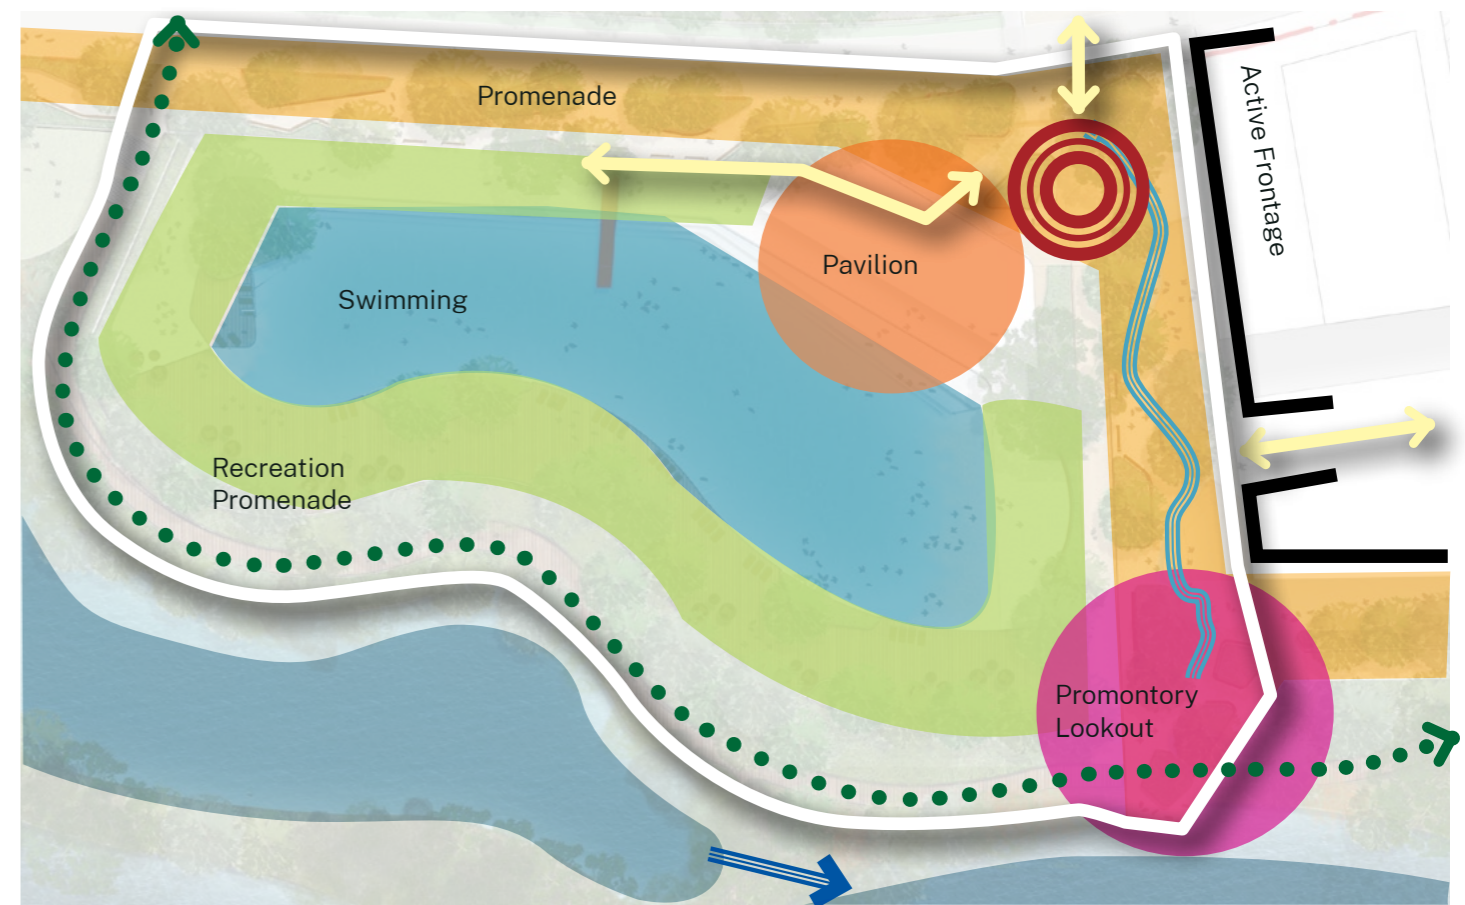 Promenade
Active Frontage
Pavilion
Swimming
Recreation
Promenade
Promontory
Lookout